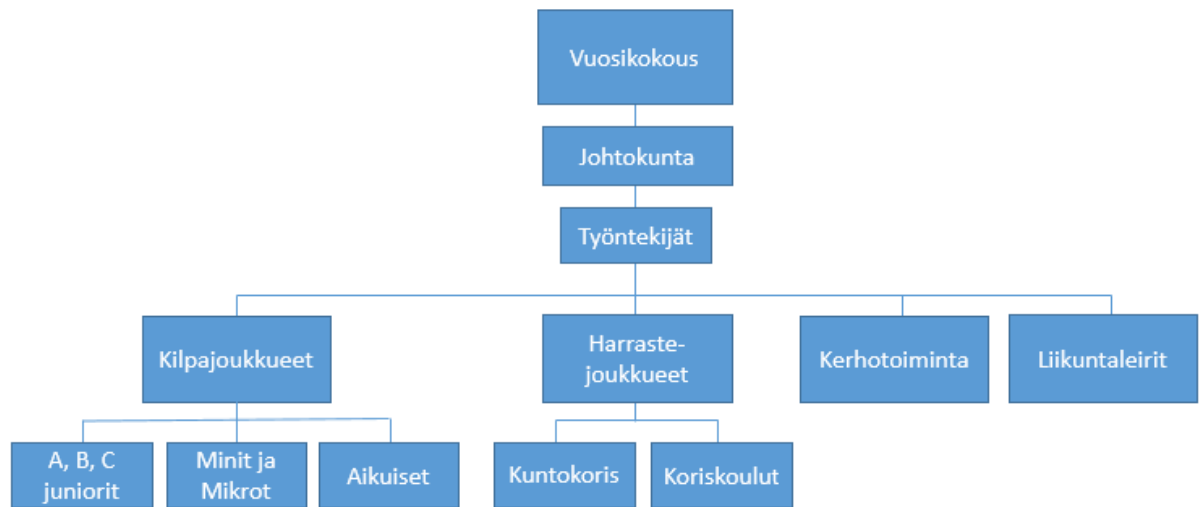 Vuosikokous
Johtokunta
Työntekijät
Kilpajoukkueet
Harraste-
joukkueet
Kerhotoiminta
Liikuntaleirit
A, B, C
juniorit
Minit ja
Mikrot
Aikuiset
Kuntokoris
Koriskoulut